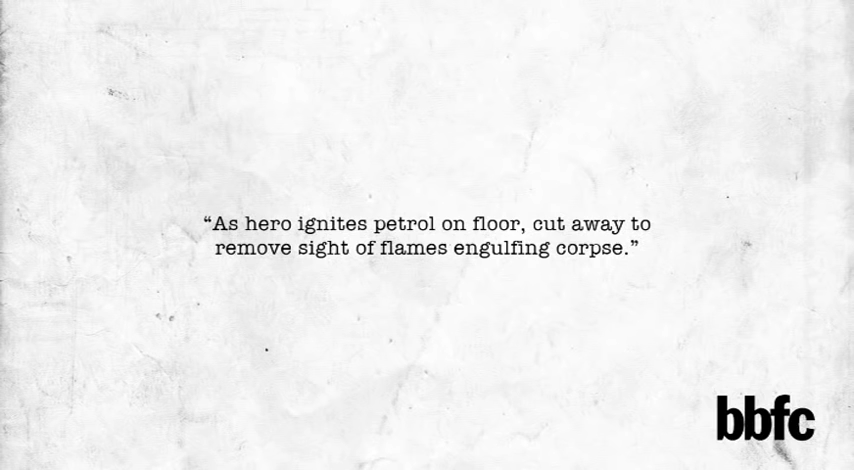 “As hero ignites petrol on floor, cut away to
remove sight of flames engulfing corpse.”
bbfc